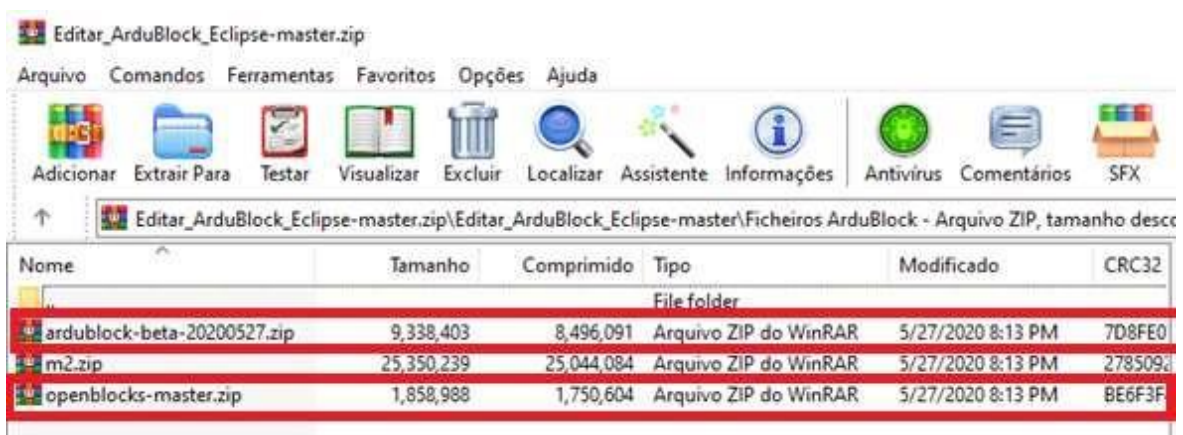 Editar_ArduBlock_Eclipse-master.zip
Arquivo Comandos Ferramentas Favoritos Opções Ajuda
Adicionar Extrair Para Testar Visualizar Excluir Localizar Assistente Informações Antivírus Comentários SFX
Editar_ArduBlock_Eclipse-master.zip\Editar_ArduBlock_Eclipse-master\Ficheiros ArduBlock - Arquivo ZIP, tamanho desco
Nome Tamanho Comprimido Tipo Modificado CRC32
.. File folder
ardublock-beta-20200527.zip 9,338,403 8,496,091 Arquivo ZIP do WinRAR 5/27/2020 8:13 PM 7D8FE0
m2.zip 25,350,239 25,044,084 Arquivo ZIP do WinRAR 5/27/2020 8:13 PM 2785092
openblocks-master.zip 1,858,988 1,750,604 Arquivo ZIP do WinRAR 5/27/2020 8:13 PM BE6F3F